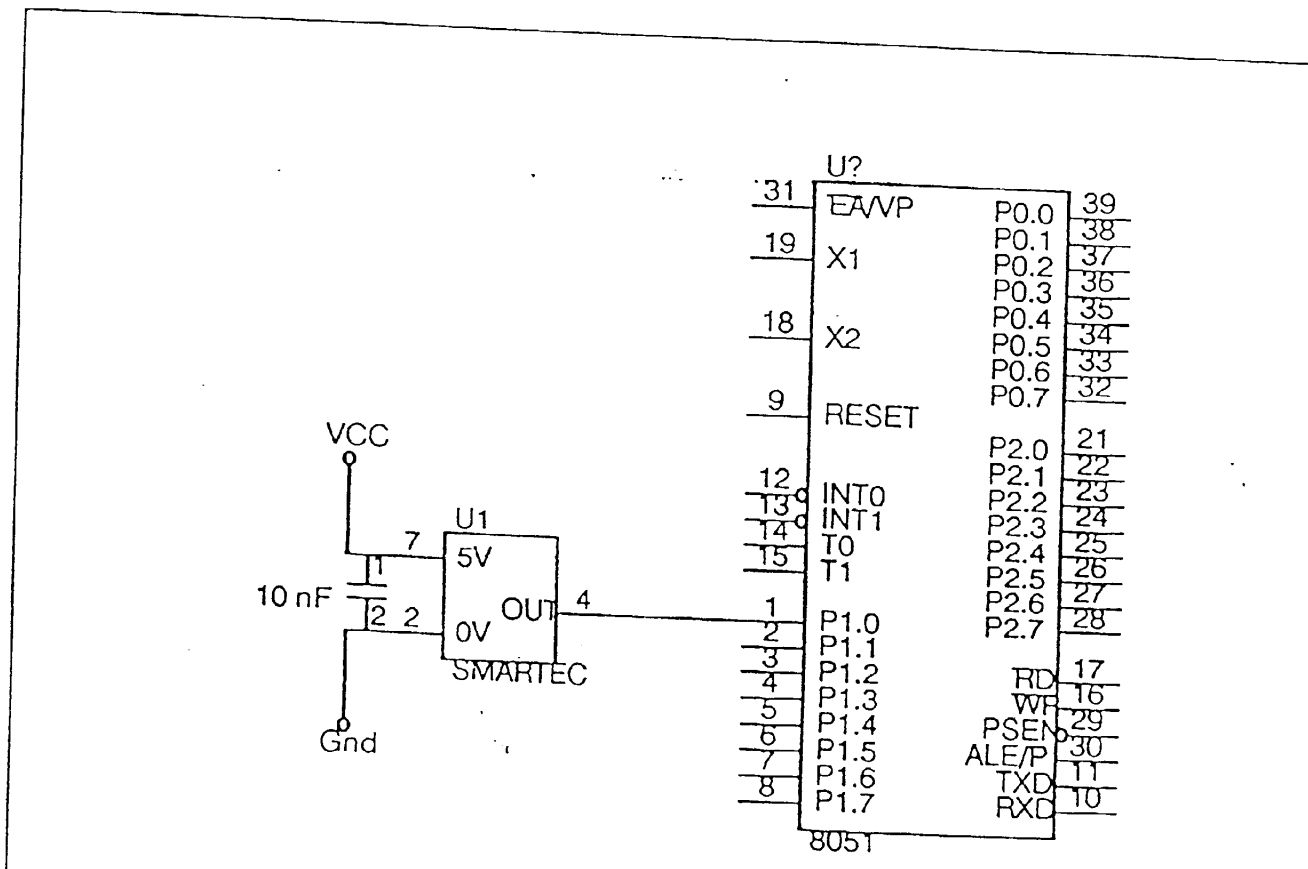 U?
31
EA/VP
19
X1
18
X2
9
RESET
12
INT0
13
INT1
14
T0
15
T1
1
P1.0
2
P1.1
3
P1.2
4
P1.3
5
P1.4
6
P1.5
7
P1.6
8
P1.7
P0.0
39
P0.1
38
P0.2
37
P0.3
36
P0.4
35
P0.5
34
P0.6
33
P0.7
32
P2.0
21
P2.1
22
P2.2
23
P2.3
24
P2.4
25
P2.5
26
P2.6
27
P2.7
28
RD
17
WR
16
PSEN
29
ALE/P
30
TXD
11
RXD
10
8051
VCC
U1
7
5V
1
10 nF
2
2
0V
OUT
4
SMARTEC
Gnd